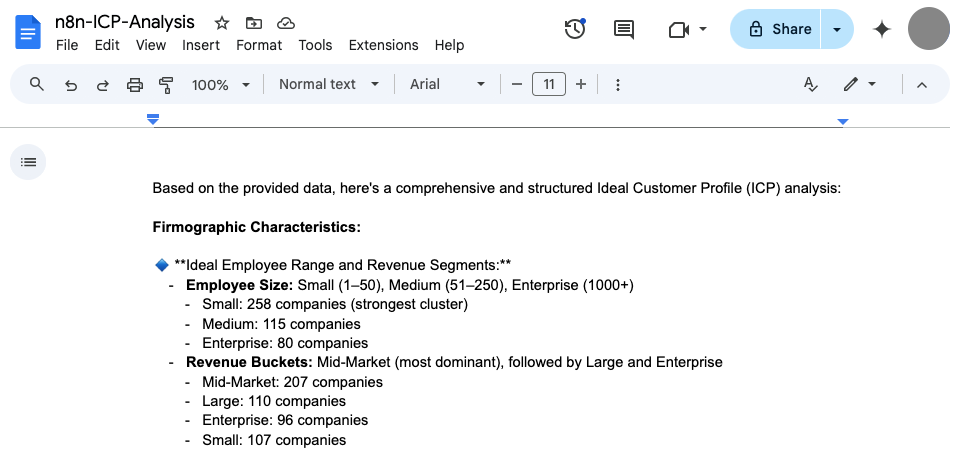 n8n-ICP-Analysis
File Edit View Insert Format Tools Extensions Help
Share
100% Normal text Arial − 11 +
Based on the provided data, here's a comprehensive and structured Ideal Customer Profile (ICP) analysis:
Firmographic Characteristics:
**Ideal Employee Range and Revenue Segments:**
- Employee Size: Small (1–50), Medium (51–250), Enterprise (1000+)
- Small: 258 companies (strongest cluster)
- Medium: 115 companies
- Enterprise: 80 companies
- Revenue Buckets: Mid-Market (most dominant), followed by Large and Enterprise
- Mid-Market: 207 companies
- Large: 110 companies
- Enterprise: 96 companies
- Small: 107 companies